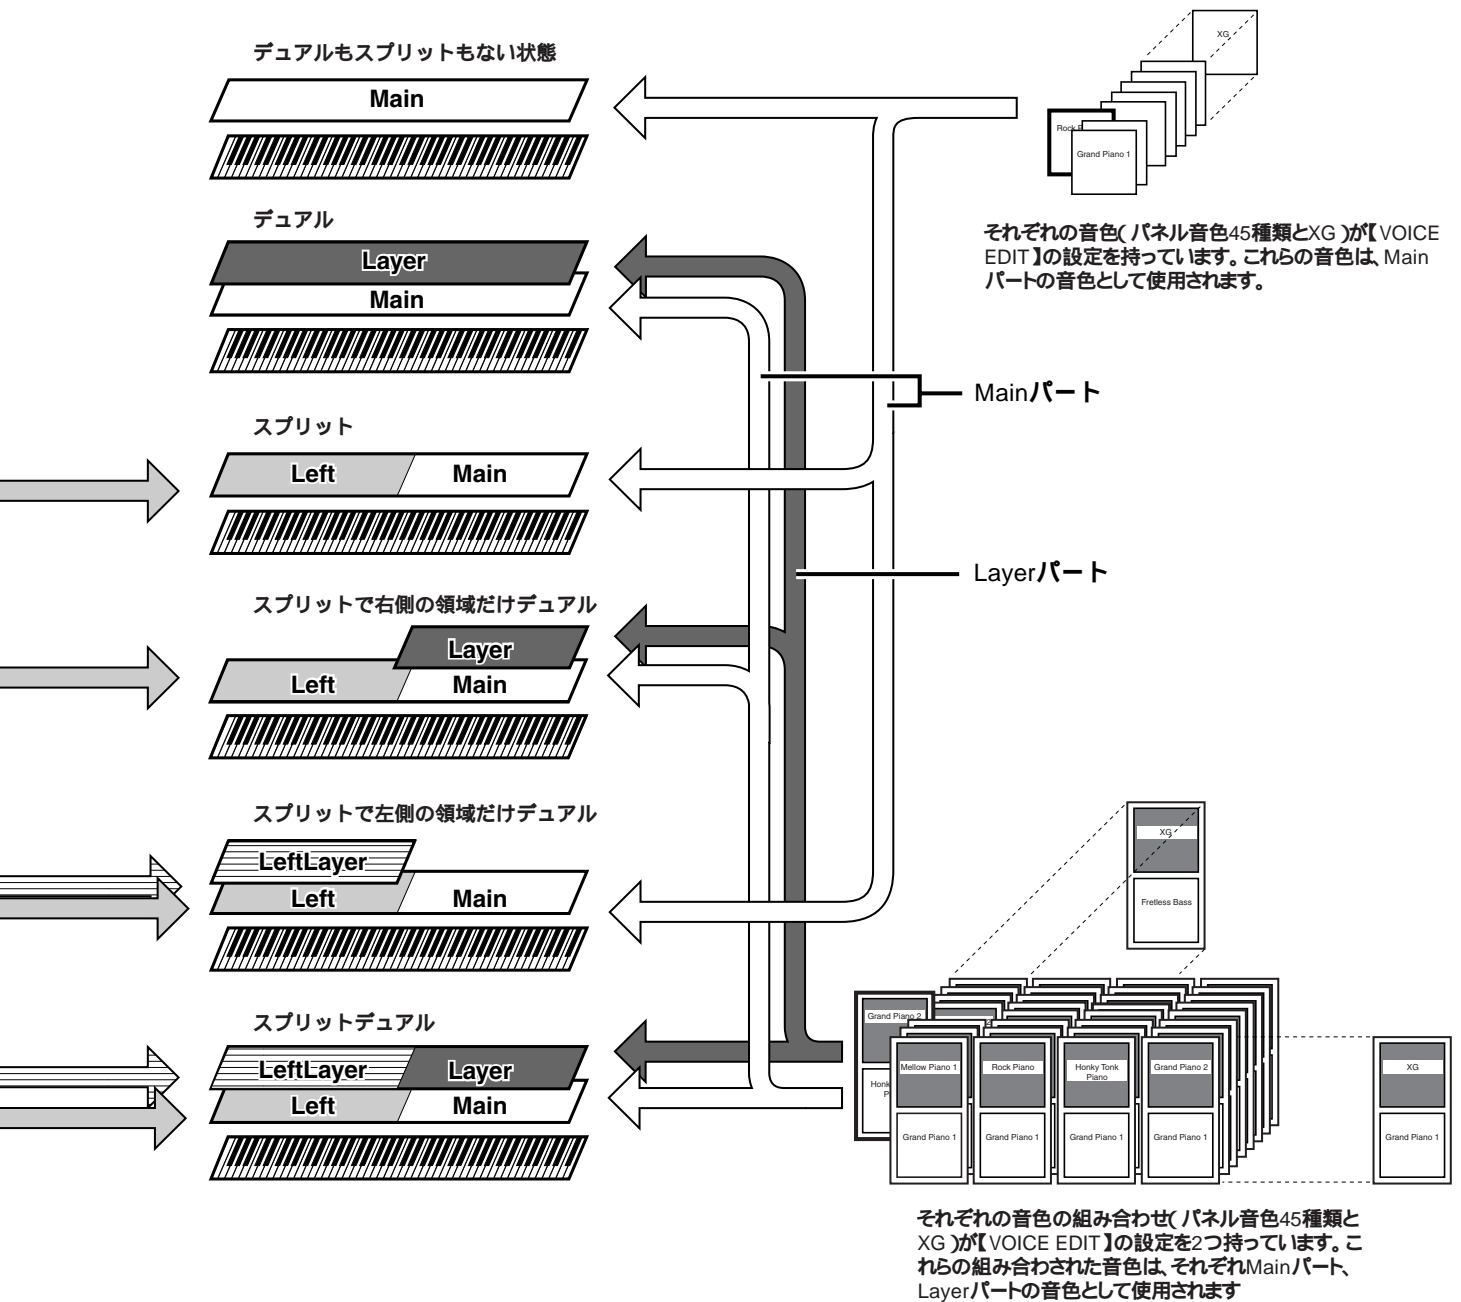 デュアルもスプリットもない状態
Main
XG
Grand Piano 1
それぞれの音色(パネル音色45種類とXG)が【VOICE
EDIT】の設定を持っています。これらの音色は、Main
パートの音色として使用されます。
デュアル
Layer
Main
Mainパート
スプリット
Left Main
Layerパート
スプリットで右側の領域だけデュアル
Layer
Left Main
スプリットで左側の領域だけデュアル
LeftLayer
Left Main
XG
Fretless Bass
スプリットデュアル
LeftLayer Layer
Left Main
Grand Piano 2
Mellow Piano 1
Grand Piano 1
Rock Piano
Grand Piano 1
Honky Tonk
Piano
Grand Piano 1
Grand Piano 2
Grand Piano 1
XG
Grand Piano 1
それぞれの音色の組み合わせ(パネル音色45種類と
XG)が【VOICE EDIT】の設定を2つ持っています。こ
れらの組み合わされた音色は、それぞれMainパート、
Layerパートの音色として使用されます